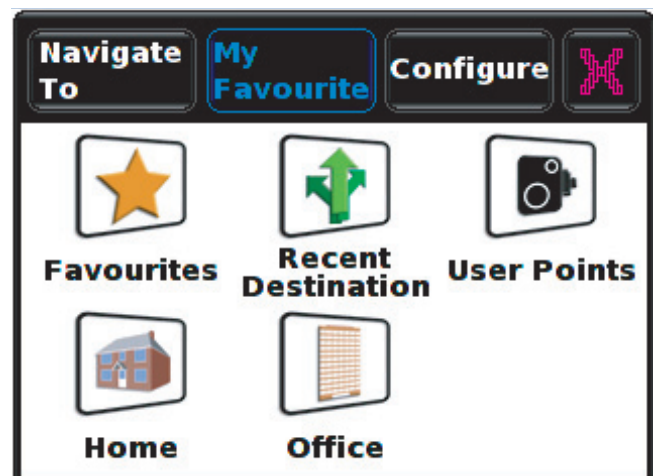 Navigate To
My Favourite
Configure
Favourites
Recent Destination
User Points
Home
Office